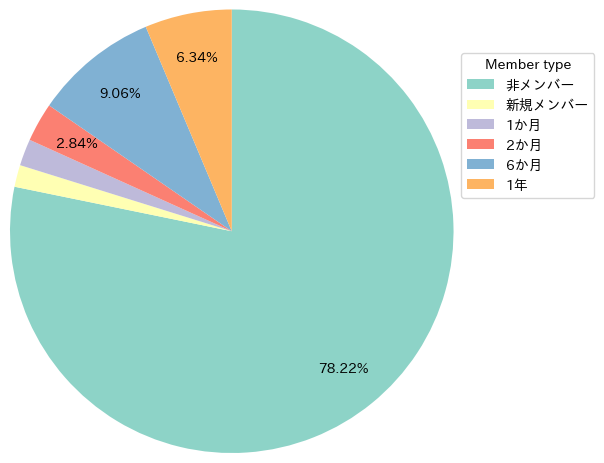 6.34%
9.06%
2.84%
78.22%
Member type
非メンバー
新規メンバー
1か月
2か月
6か月
1年